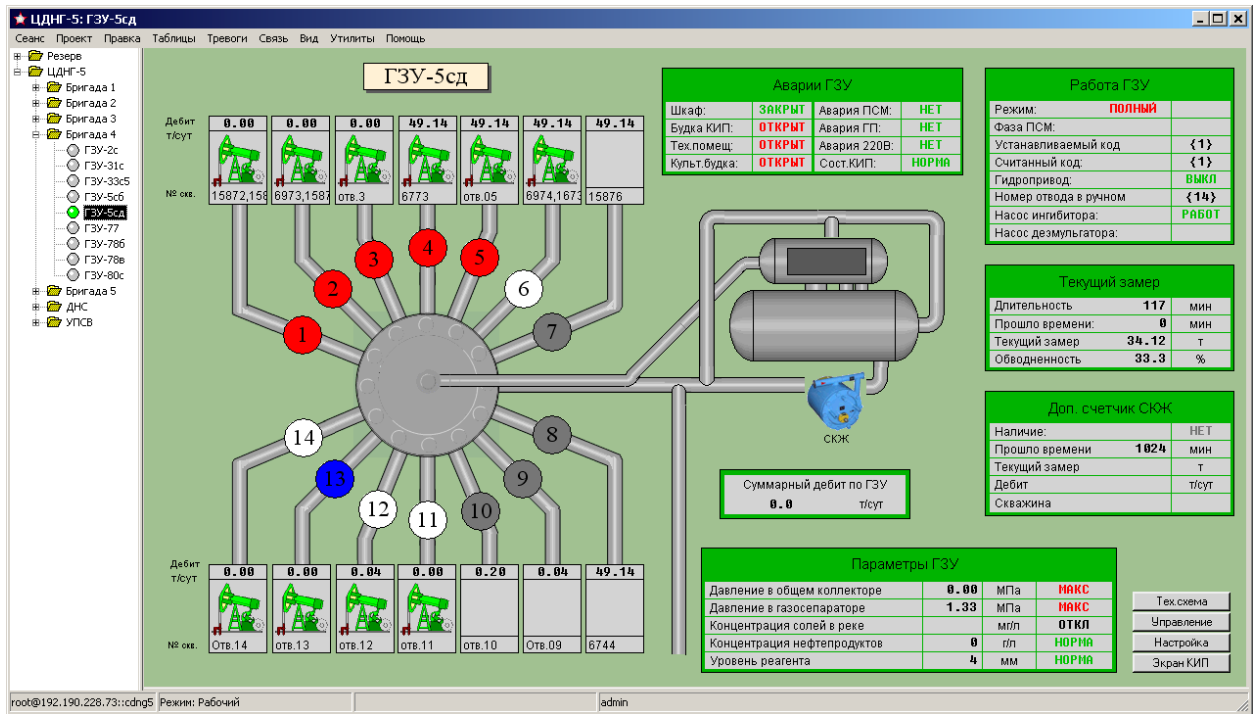 ЦДНГ-5: ГЗУ-5сд
Сеанс Проект Правка Таблицы Тревоги Связь Вид Утилиты Помощь
Резерв
ЦДНГ-5
Бригада 1
Бригада 2
Бригада 3
Бригада 4
ГЗУ-2с
ГЗУ-31с
ГЗУ-33с5
ГЗУ-5сб
ГЗУ-5сд
ГЗУ-77
ГЗУ-78б
ГЗУ-78в
ГЗУ-80с
Бригада 5
ДНС
УПСВ
ГЗУ-5сд
Дебит
т/сут
0.00 0.00 0.00 49.14 49.14 49.14 49.14
№ скв.
15872,158 6973,1587 отв.3 6773 отв.05 6974,1673 15876
1
2
3
4
5
6
7
8
9
10
11
12
13
14
Дебит
т/сут
0.00 0.00 0.04 0.00 0.20 0.04 49.14
№ скв.
Отв.14 отв.13 отв.12 отв.11 отв.10 Отв.09 6744
Аварии ГЗУ
Шкаф: ЗАКРЫТ Авария ПСМ: НЕТ
Будка КИП: ОТКРЫТ Авария ГП: НЕТ
Тех.помещ: ОТКРЫТ Авария 220В: НЕТ
Культ.будка: ОТКРЫТ Сост.КИП: НОРМА
Работа ГЗУ
Режим: ПОЛНЫЙ
Фаза ПСМ:
Устанавливаемый код {1}
Считанный код: {1}
Гидропривод: ВЫКЛ
Номер отвода в ручном {14}
Насос ингибитора: РАБОТ
Насос дезмульгатора:
Текущий замер
Длительность 117 мин
Прошло времени: 0 мин
Текущий замер 34.12 т
Обводненность 33.3 %
Доп. счетчик СКЖ
Наличие: НЕТ
Прошло времени 1024 мин
Текущий замер т
Дебит т/сут
Скважина
СКЖ
Суммарный дебит по ГЗУ
0.0 т/сут
Параметры ГЗУ
Давление в общем коллекторе 0.00 МПа МАКС
Давление в газосепараторе 1.33 МПа МАКС
Концентрация солей в реке мг/л ОТКЛ
Концентрация нефтепродуктов 0 г/л НОРМА
Уровень реагента 4 мм НОРМА
Тех.схема
Управление
Настройка
Экран КИП
root@192.190.228.73::cdng5 Режим: Рабочий admin